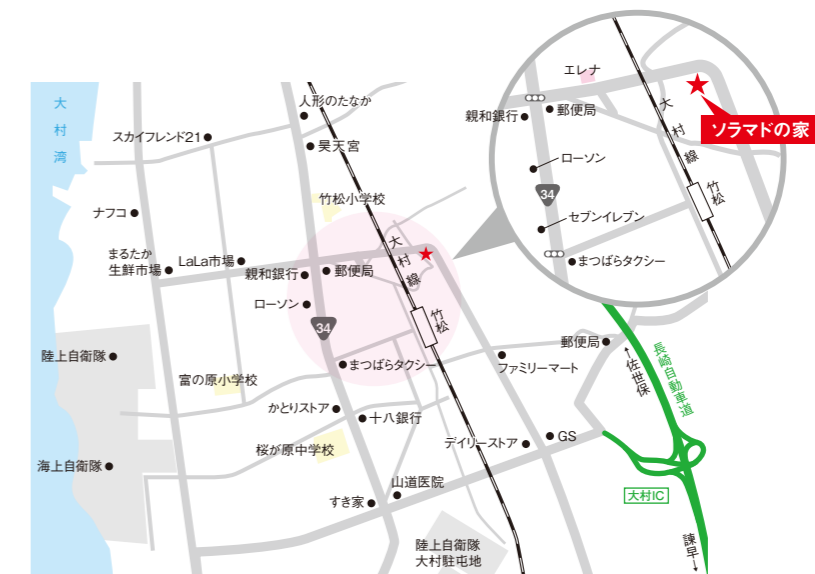 大村湾
人形のたなか
スカイフレンド21
昊天宮
竹松小学校
ナフコ
まるたか
生鮮市場
LaLa市場
親和銀行
郵便局
大村線
ローソン
34
竹松
陸上自衛隊
まつばらタクシー
富の原小学校
かとりストア
十八銀行
桜が原中学校
海上自衛隊
山道医院
すき家
陸上自衛隊
大村駐屯地
デイリーストア
GS
ファミリーマート
郵便局
←佐世保
長崎自動車道
大村IC
諫早→
エレナ
親和銀行
郵便局
大村線
ソラマドの家
ローソン
34
竹松
セブンイレブン
まつばらタクシー